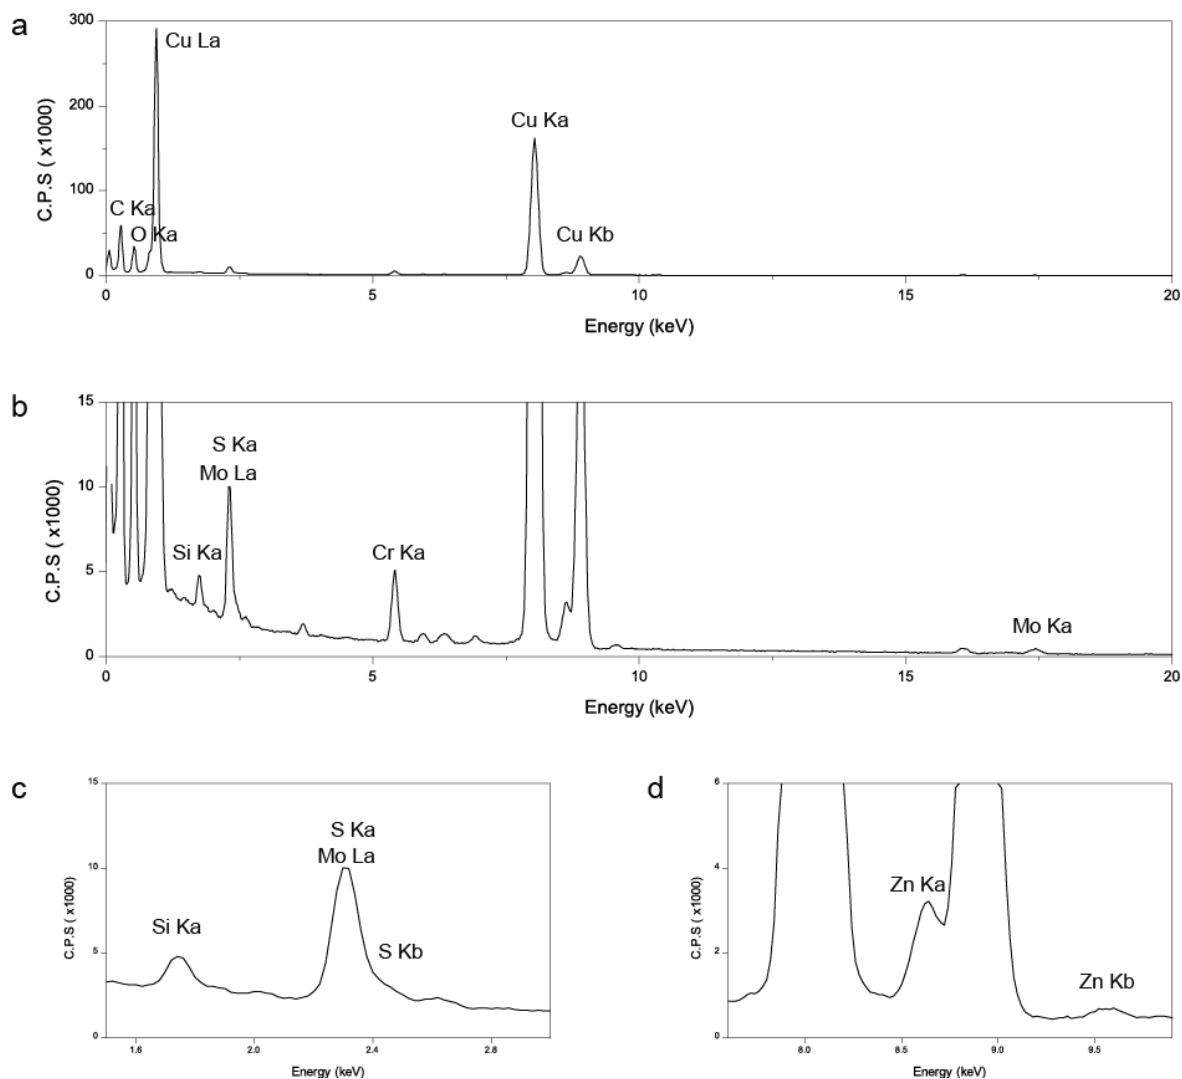 a
300
200
100
0
C.P.S ( x1000)
Cu La
C Ka
O Ka
Cu Ka
Cu Kb
0 5 10 15 20
Energy (keV)
b
15
10
5
0
C.P.S ( x1000)
S Ka
Mo La
Si Ka
Cr Ka
Mo Ka
0 5 10 15 20
Energy (keV)
c
15
10
5
0
C.P.S ( x1000)
S Ka
Mo La
Si Ka
S Kb
1.6 2.0 2.4 2.8
Energy (keV)
d
6
4
2
0
C.P.S ( x1000)
Zn Ka
Zn Kb
8.0 8.5 9.0 9.5
Energy (keV)